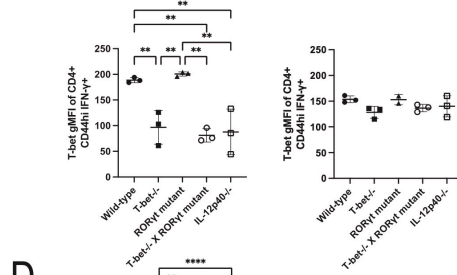 **
**
**
** ** **
T-bet gMFI of CD4+
CD44hi IFN-γ+
250
200
150
100
50
0
Wild-type
T-bet-/-
RORγt mutant
T-bet-/- X RORγt mutant
IL-12p40-/-
T-bet gMFI of CD4+
CD44hi IFN-γ+
250
200
150
100
50
0
Wild-type
T-bet-/-
RORγt mutant
T-bet-/- X RORγt mutant
IL-12p40-/-
D
****